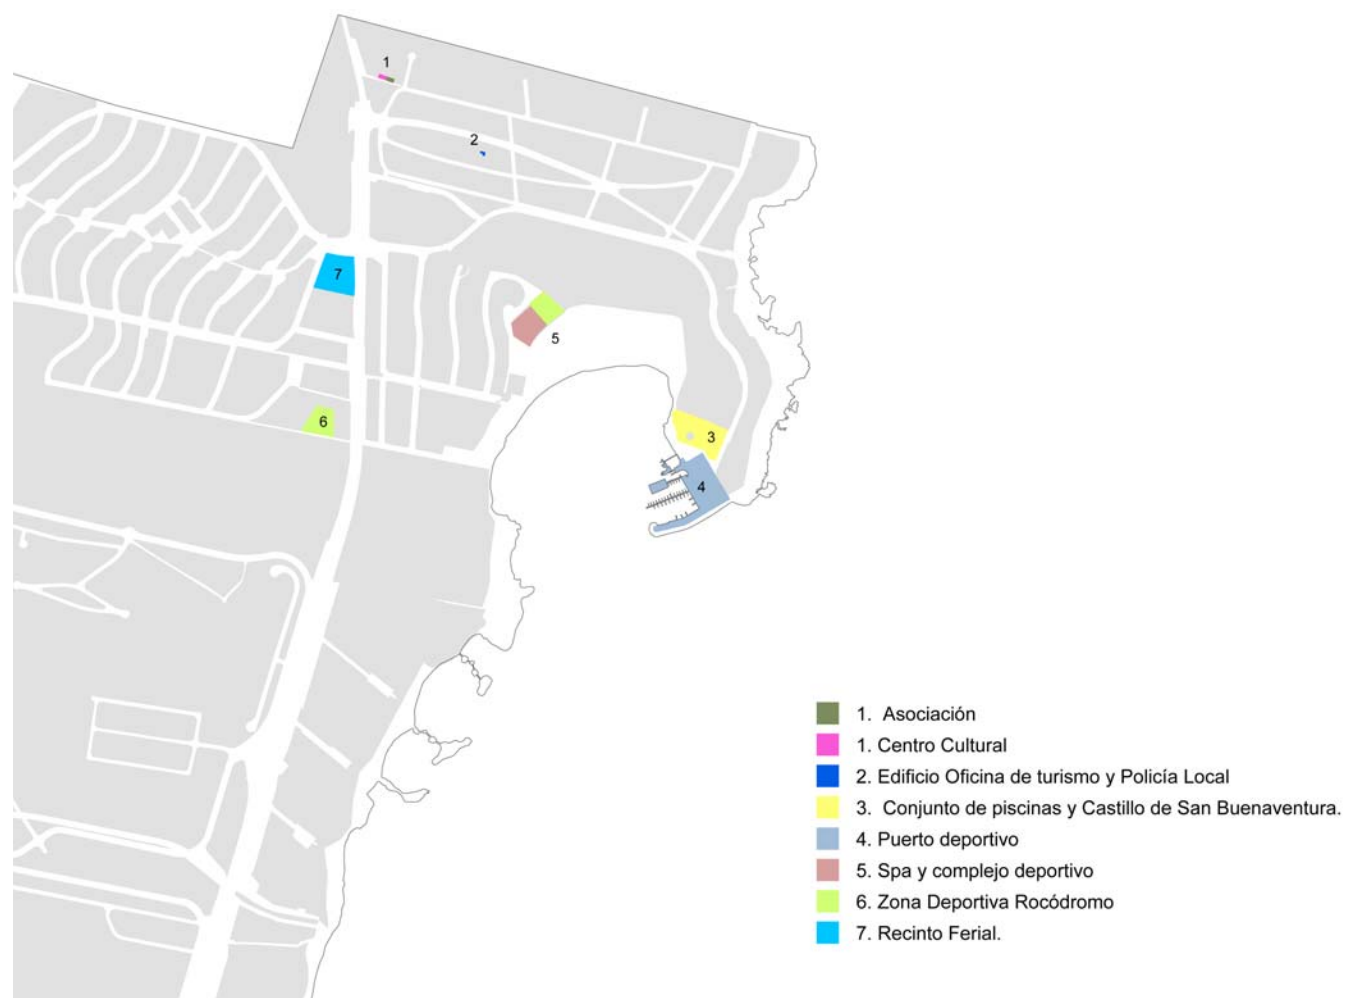 1
2
7
5
6
3
4
1. Asociación
1. Centro Cultural
2. Edificio Oficina de turismo y Policía Local
3. Conjunto de piscinas y Castillo de San Buenaventura.
4. Puerto deportivo
5. Spa y complejo deportivo
6. Zona Deportiva Rocódromo
7. Recinto Ferial.